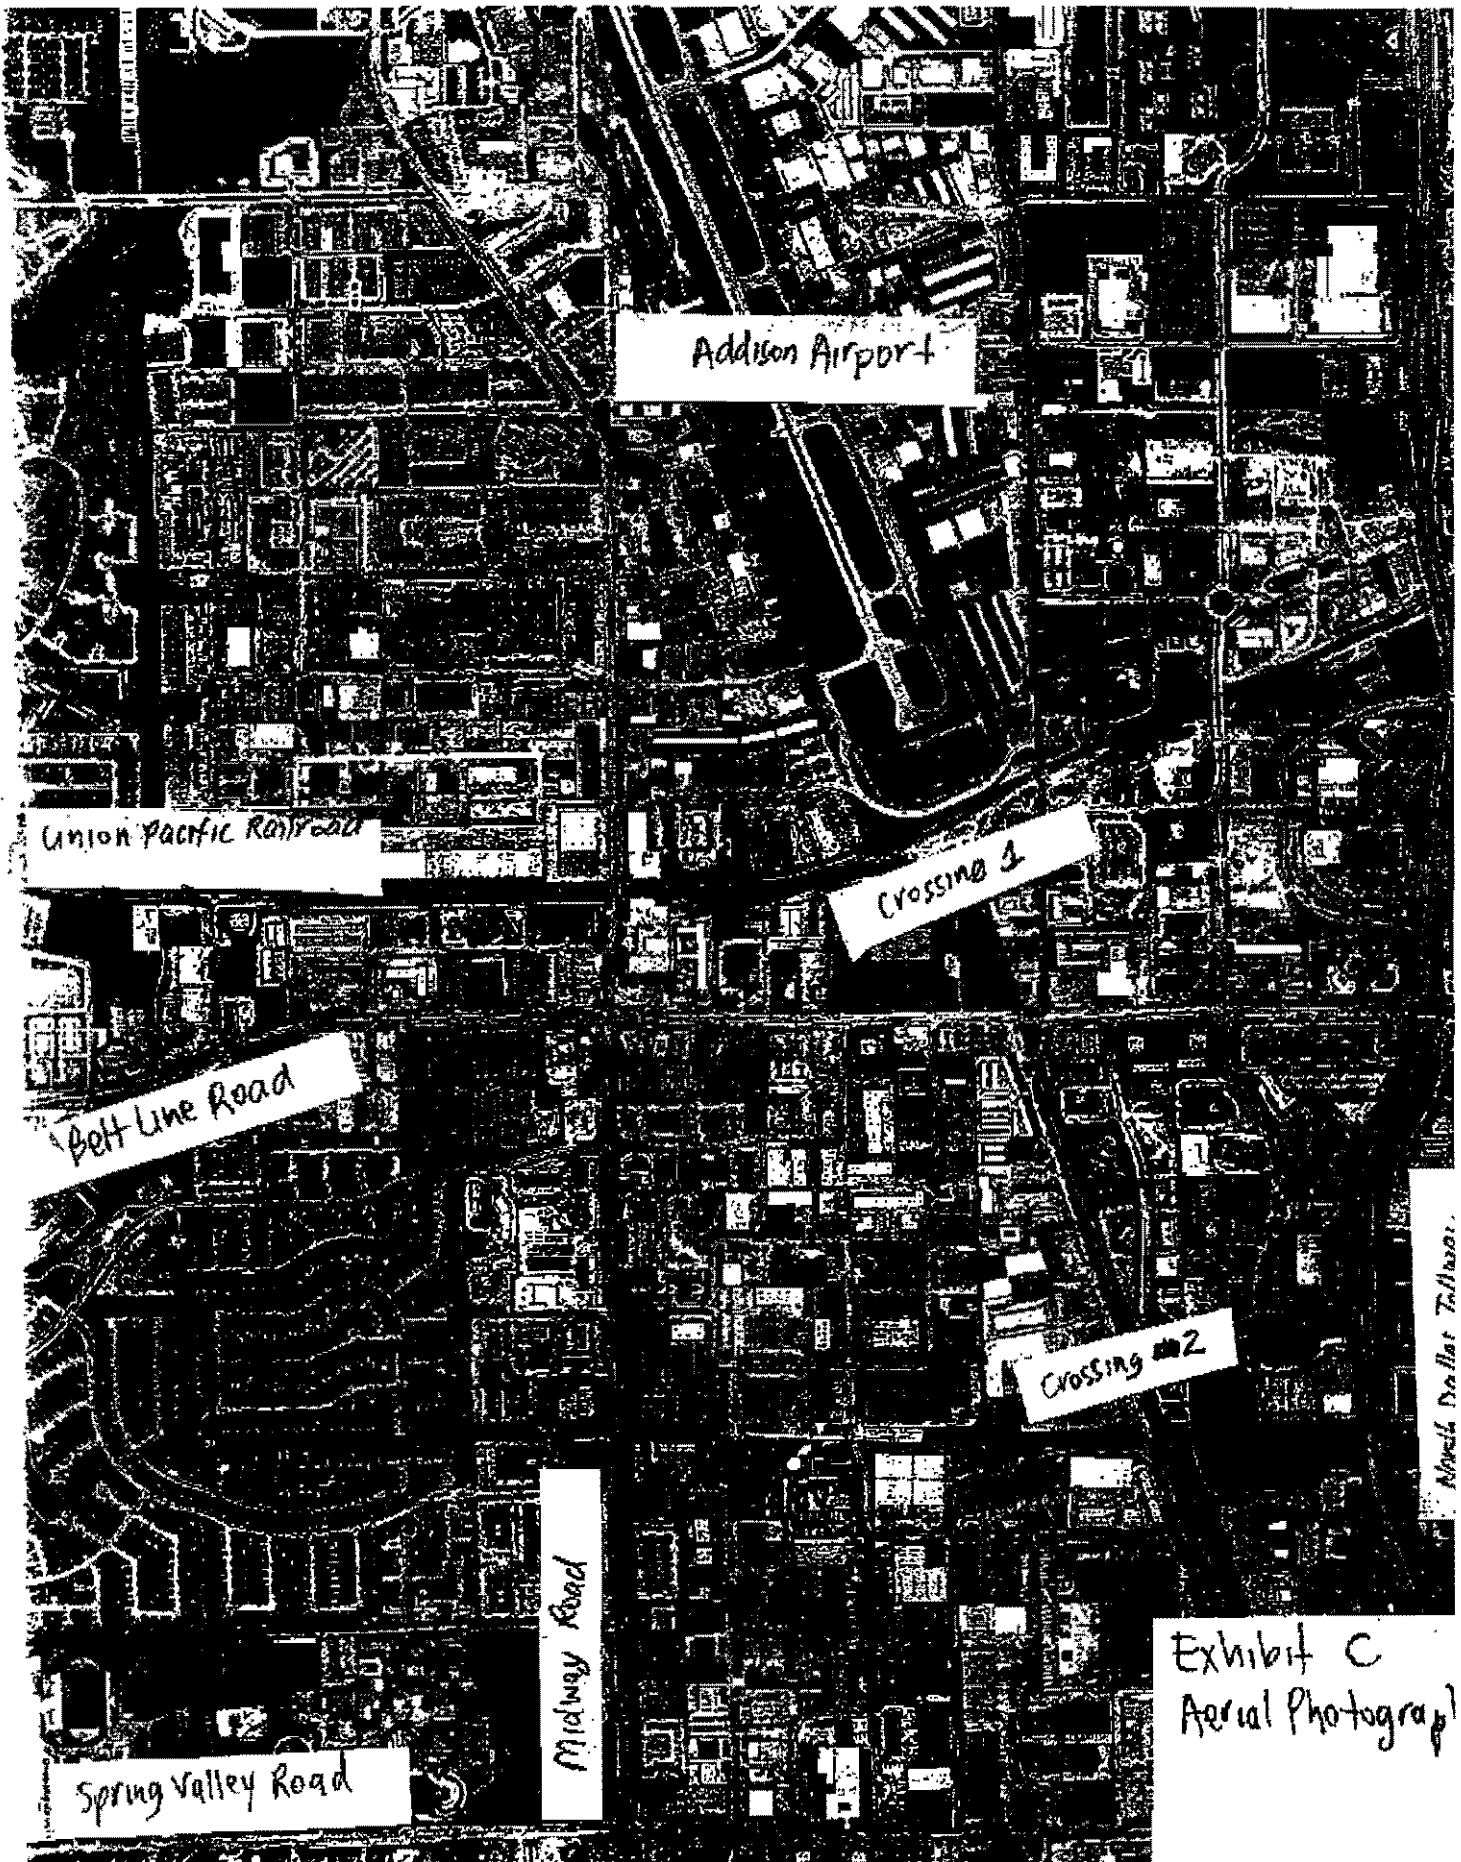 Addison Airport
Union Pacific Railroad
Crossing 1
Belt Line Road
North Dallas Tollway
Crossing #2
Midway Road
Exhibit C
Aerial Photograph
Spring Valley Road